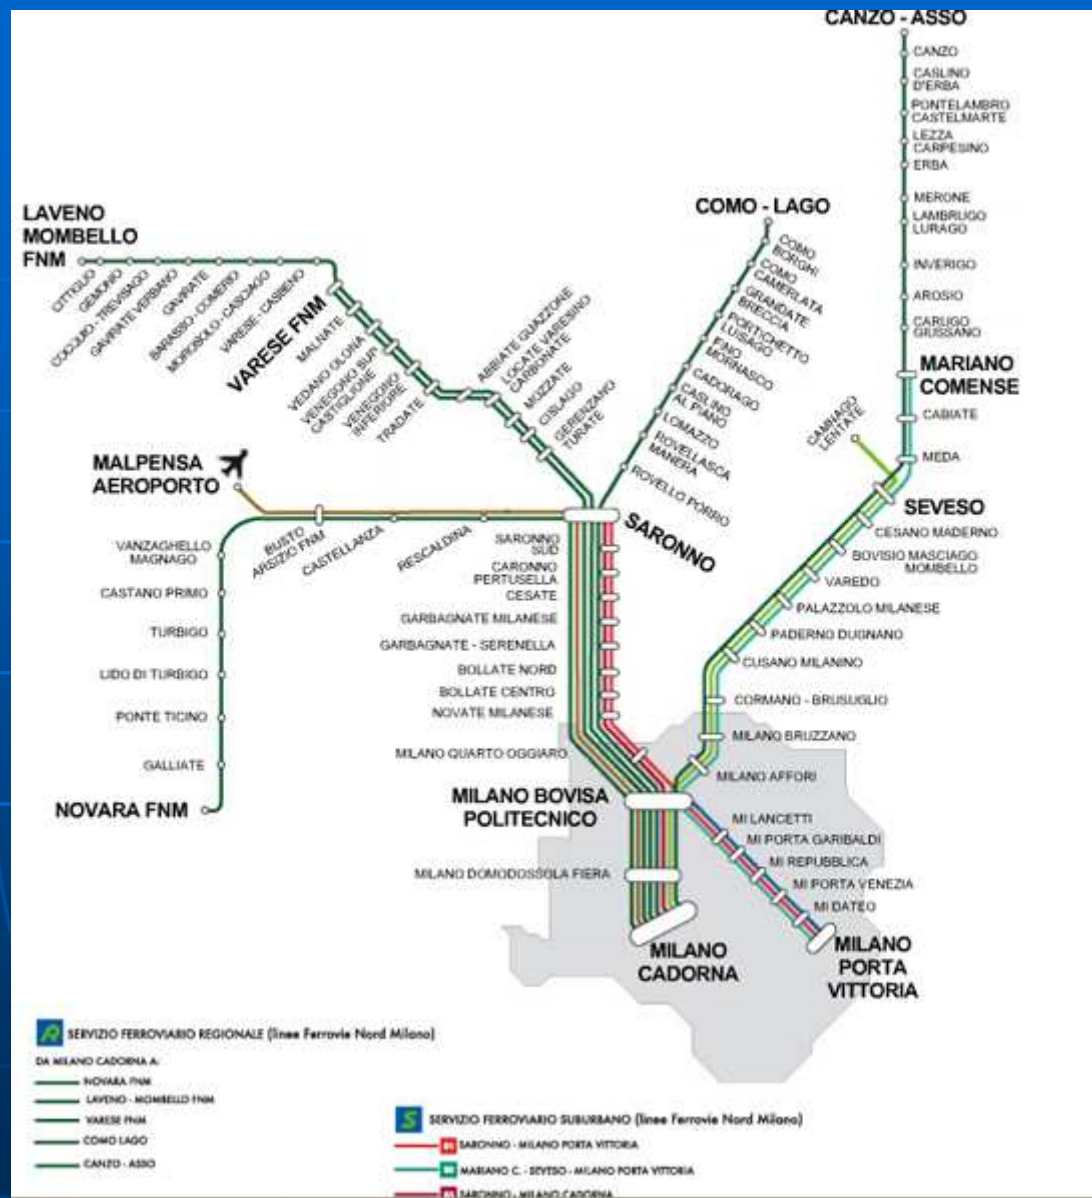 CANZO - ASSO
CANZO
CASLINO
D'ERBA
PONTELAMBRO
CASTELMARTE
LEZZA
CARPESINO
ERBA
MERONE
LAMBRUGO
LURAGO
INVERIGO
AROSIO
CARUGO
GIUSSANO
MARIANO
COMENSE
CABIATE
CAMNAGO
LENTATE
MEDA
SEVESO
CESANO MADERNO
BOVISIO MASCIAGO
MOMBELLO
VAREDO
PALAZZOLO MILANESE
PADERNO DUGNANO
CUSANO MILANINO
CORMANO - BRUSUGLIO
MILANO BRUZZANO
MILANO AFFORI
LAVENO
MOMBELLO
FNM
CITTIGLIO
GEMONIO
COCQUIO - TREVISAGO
GAVIRATE VERBANO
GAVIRATE
BARASSO - COMERIO
MOROSOLO - CASCIAGO
VARESE - CASBENO
VARESE FNM
MALNATE
VEDANO OLONA
VENEGONO SUP.
CASTIGLIONE
VENEGONO
INFERIORE
TRADATE
ABBIATE GUAZZONE
LOCATE VARESINO
CARBONATE
MOZZATE
CISLAGO
GERENZANO
TURATE
COMO - LAGO
COMO
BORGHI
COMO
CAMERLATA
GRANDATE
BRECCIA
PORTICHETTO
LUISAGO
FINO
MORNASCO
CADORAGO
CASLINO
AL PIANO
LOMAZZO
ROVELLASCA
MANERA
ROVELLO PORRO
SARONNO
MALPENSA
AEROPORTO
BUSTO
ARSIZIO FNM
CASTELLANZA
RESCALDINA
VANZAGHELLO
MAGNAGO
CASTANO PRIMO
TURBIGO
LIDO DI TURBIGO
PONTE TICINO
GALLIATE
NOVARA FNM
SARONNO
SUD
CARONNO
PERTUSELLA
CESATE
GARBAGNATE MILANESE
GARBAGNATE - SERENELLA
BOLLATE NORD
BOLLATE CENTRO
NOVATE MILANESE
MILANO QUARTO OGGIARO
MILANO BOVISA
POLITECNICO
MILANO DOMODOSSOLA FIERA
MILANO
CADORNA
MI LANCETTI
MI PORTA GARIBALDI
MI REPUBBLICA
MI PORTA VENEZIA
MI DATEO
MILANO
PORTA
VITTORIA
R SERVIZIO FERROVIARIO REGIONALE (linee Ferrovie Nord Milano)
DA MILANO CADORNA A:
NOVARA FNM
LAVENO - MOMBELLO FNM
VARESE FNM
COMO LAGO
CANZO - ASSO
S SERVIZIO FERROVIARIO SUBURBANO (linee Ferrovie Nord Milano)
SARONNO - MILANO PORTA VITTORIA
MARIANO C. - SEVESO - MILANO PORTA VITTORIA
SARONNO - MILANO CADORNA